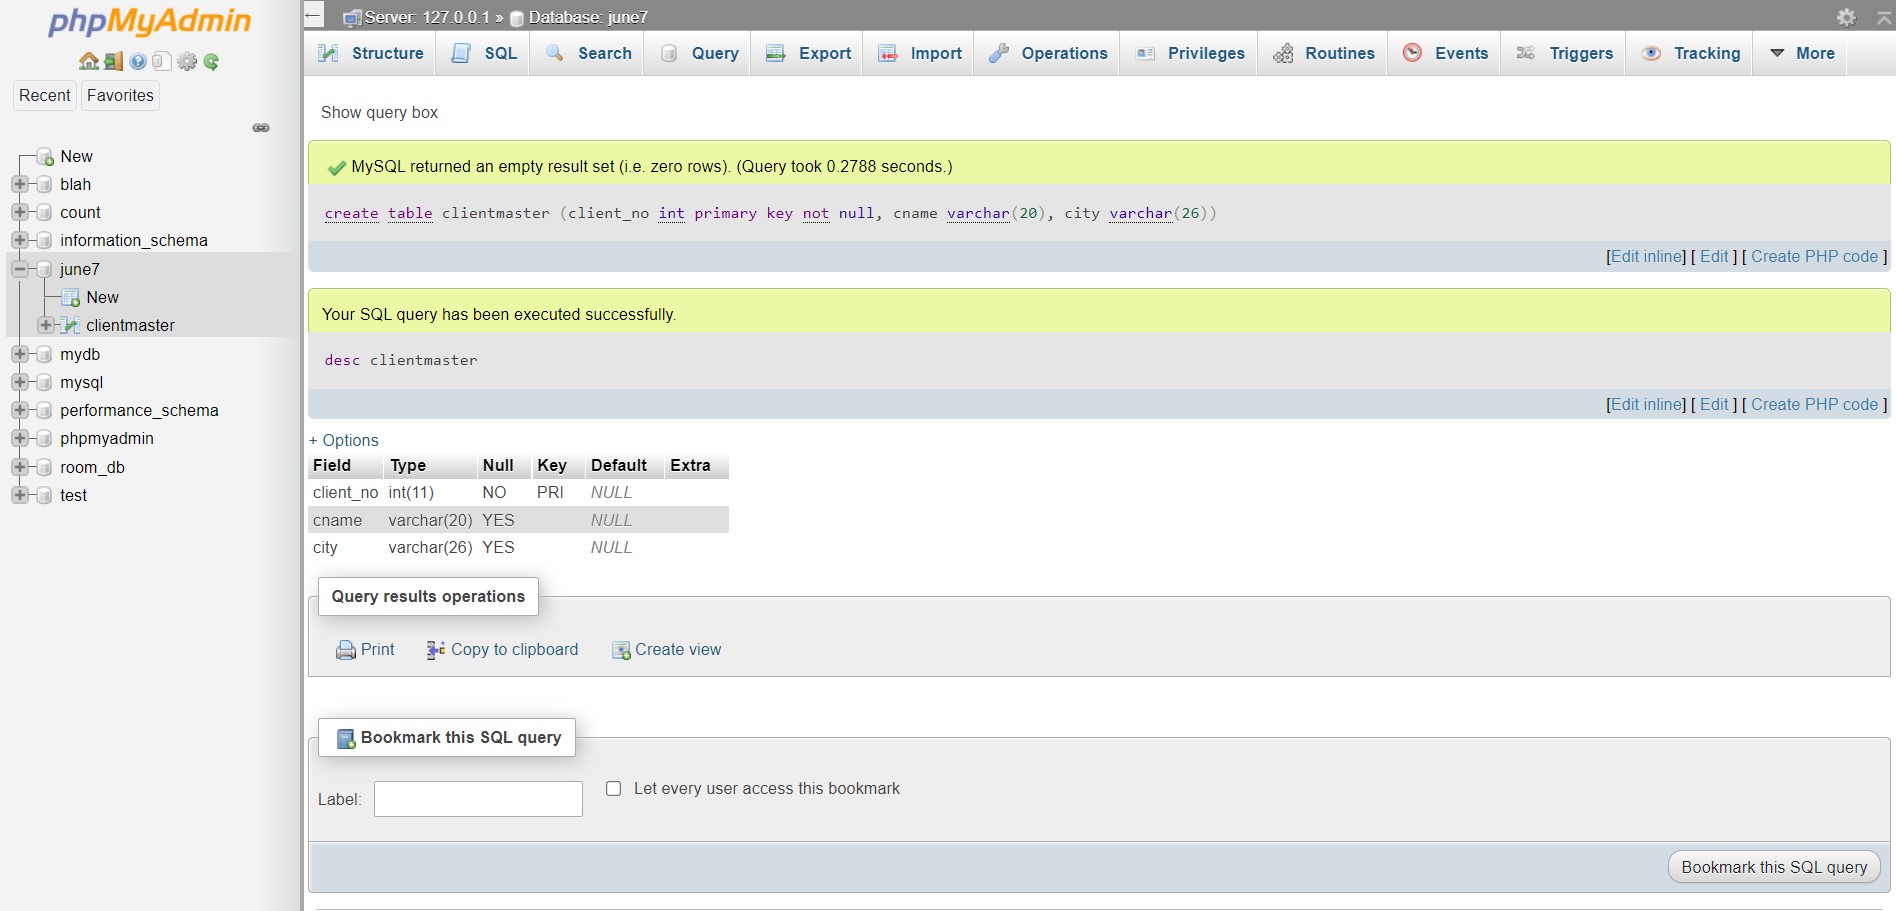 phpMyAdmin
Recent Favorites
New
blah
count
information_schema
june7
New
clientmaster
mydb
mysql
performance_schema
phpmyadmin
room_db
test
Server: 127.0.0.1 » Database: june7
Structure SQL Search Query Export Import Operations Privileges Routines Events Triggers Tracking More
Show query box
MySQL returned an empty result set (i.e. zero rows). (Query took 0.2788 seconds.)
create table clientmaster (client_no int primary key not null, cname varchar(20), city varchar(26))
[Edit inline] [ Edit ] [ Create PHP code ]
Your SQL query has been executed successfully.
desc clientmaster
[Edit inline] [ Edit ] [ Create PHP code ]
+ Options
Field Type Null Key Default Extra
client_no int(11) NO PRI NULL
cname varchar(20) YES NULL
city varchar(26) YES NULL
Query results operations
Print Copy to clipboard Create view
Bookmark this SQL query
Label: Let every user access this bookmark
Bookmark this SQL query